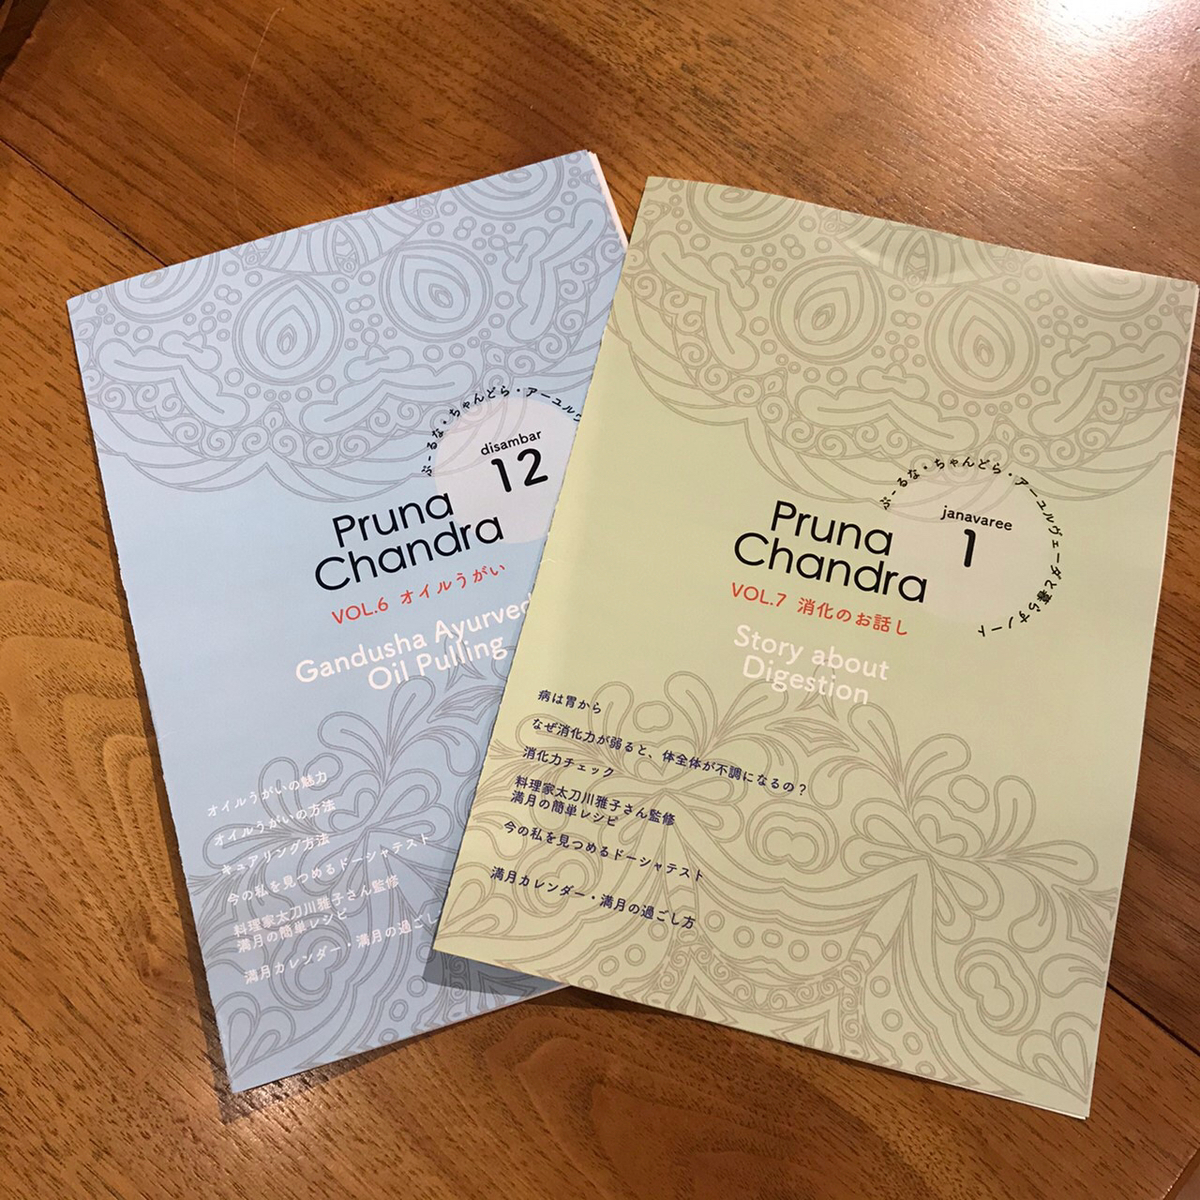 ぷーるな・ちゃんどら・アーユルヴ
disambar
12
Pruna
Chandra
VOL.6 オイルうがい
Gandusha Ayurved
Oil Pulling
オイルうがいの魅力
オイルうがいの方法
キュアリング方法
今の私を見つめるドーシャテスト
料理家太刀川雅子さん監修
満月の簡単レシピ
満月カレンダー・満月の過ごし
ぷーるな・ちゃんどら・アーユルヴェーダと暮らすノート
janavaree
1
Pruna
Chandra
VOL.7 消化のお話し
Story about
Digestion
病は胃から
なぜ消化力が弱ると、体全体が不調になるの？
消化力チェック
料理家太刀川雅子さん監修
満月の簡単レシピ
今の私を見つめるドーシャテスト
満月カレンダー・満月の過ごし方